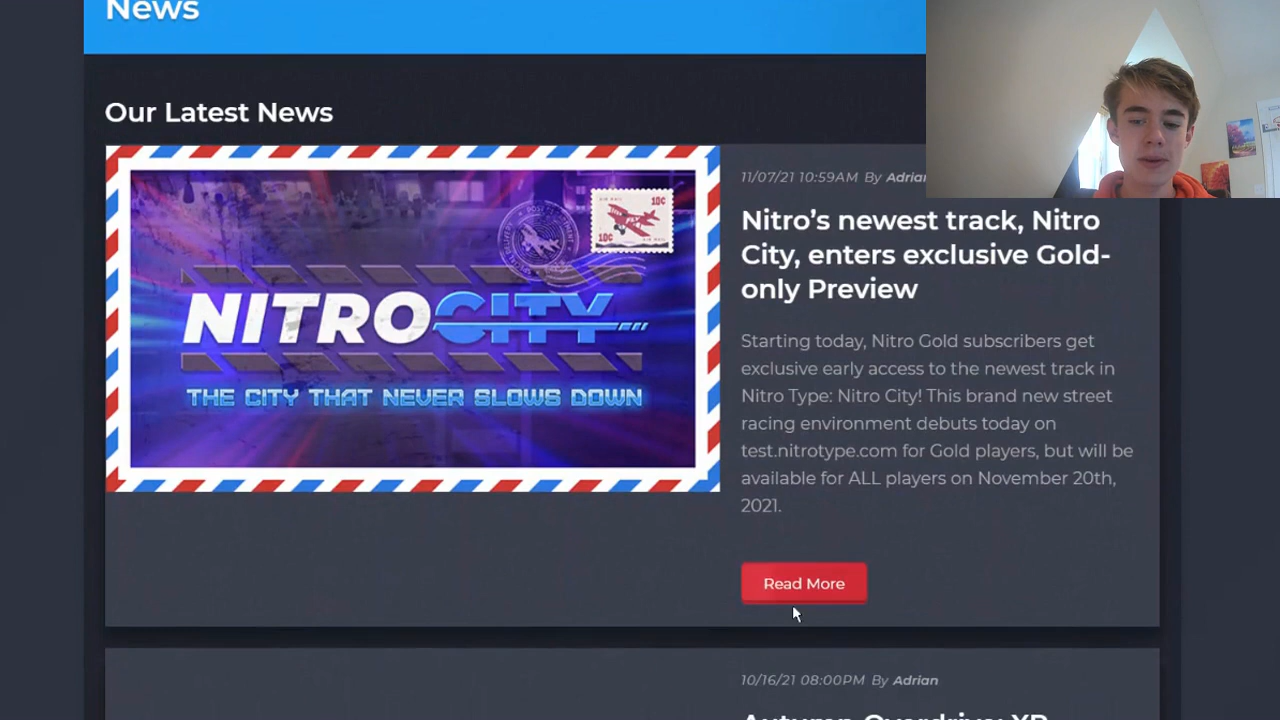 News
Our Latest News
10¢
10¢
NITROCITY
THE CITY THAT NEVER SLOWS DOWN
11/07/21 10:59AM By
Nitro's newest track, Nitro
City, enters exclusive Gold-
only Preview
Starting today, Nitro Gold subscribers get
exclusive early access to the newest track in
Nitro Type: Nitro City! This brand new street
racing environment debuts today on
test.nitrotype.com for Gold players, but will be
available for ALL players on November 20th,
2021.
Read More
10/16/21 08:00PM By Adrian
Autumn Overdrive: XP